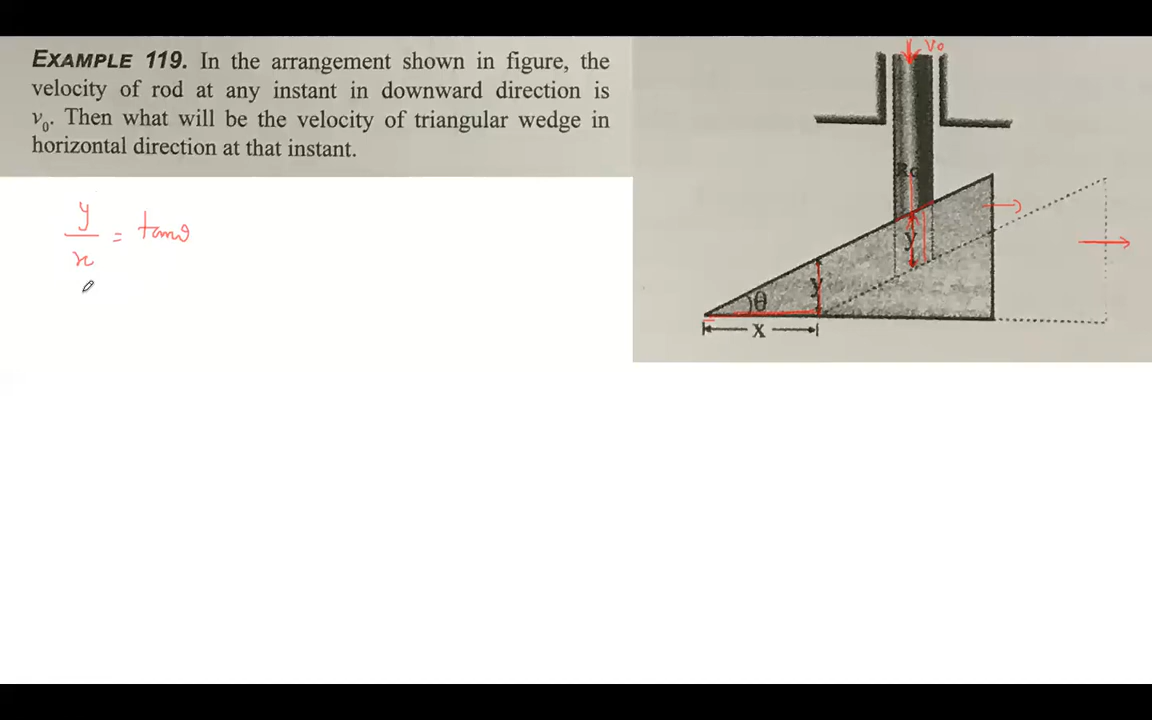 EXAMPLE 119. In the arrangement shown in figure, the
velocity of rod at any instant in downward direction is
v₀. Then what will be the velocity of triangular wedge in
horizontal direction at that instant.
y
x
= tanθ
v₀
y
y
θ
x